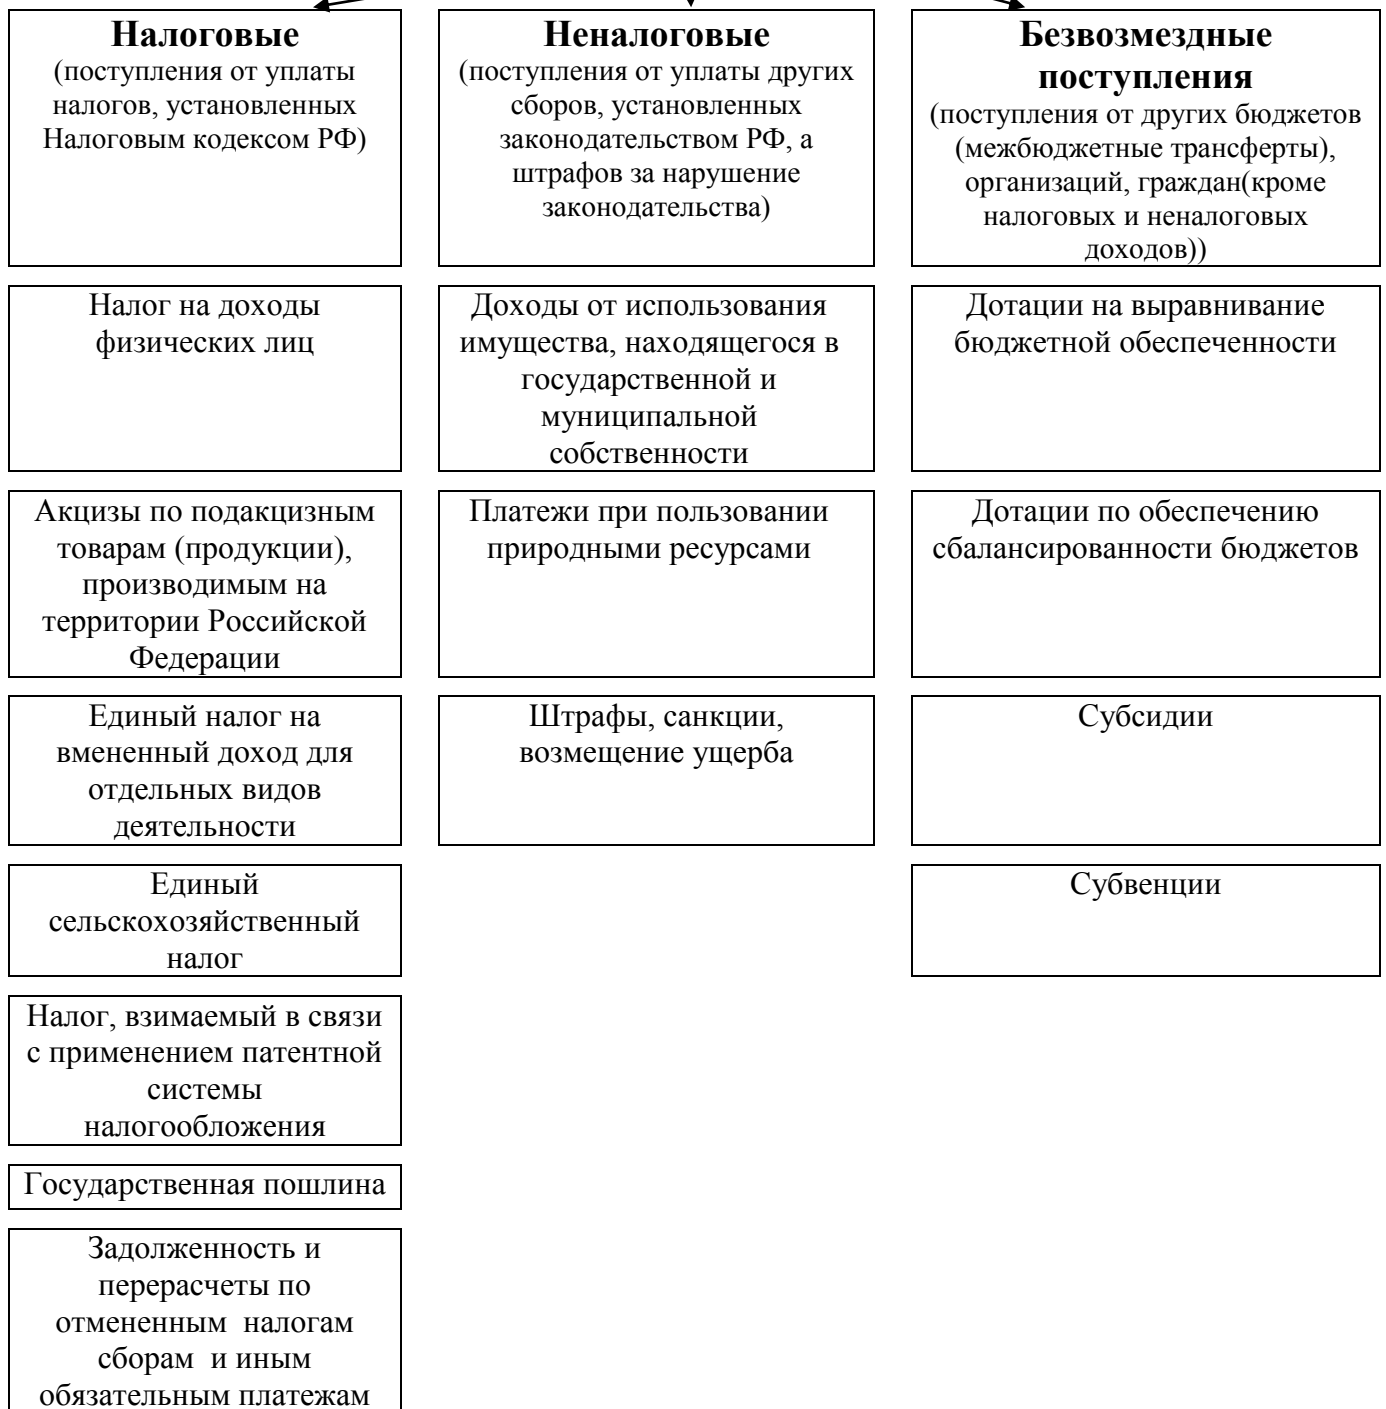 Налоговые
(поступления от уплаты
налогов, установленных
Налоговым кодексом РФ)
Неналоговые
(поступления от уплаты других
сборов, установленных
законодательством РФ, а
штрафов за нарушение
законодательства)
Безвозмездные
поступления
(поступления от других бюджетов
(межбюджетные трансферты),
организаций, граждан(кроме
налоговых и неналоговых
доходов))
Налог на доходы
физических лиц
Доходы от использования
имущества, находящегося в
государственной и
муниципальной
собственности
Дотации на выравнивание
бюджетной обеспеченности
Акцизы по подакцизным
товарам (продукции),
производимым на
территории Российской
Федерации
Платежи при пользовании
природными ресурсами
Дотации по обеспечению
сбалансированности бюджетов
Единый налог на
вмененный доход для
отдельных видов
деятельности
Штрафы, санкции,
возмещение ущерба
Субсидии
Единый
сельскохозяйственный
налог
Субвенции
Налог, взимаемый в связи
с применением патентной
системы
налогообложения
Государственная пошлина
Задолженность и
перерасчеты по
отмененным  налогам
сборам  и иным
обязательным платежам